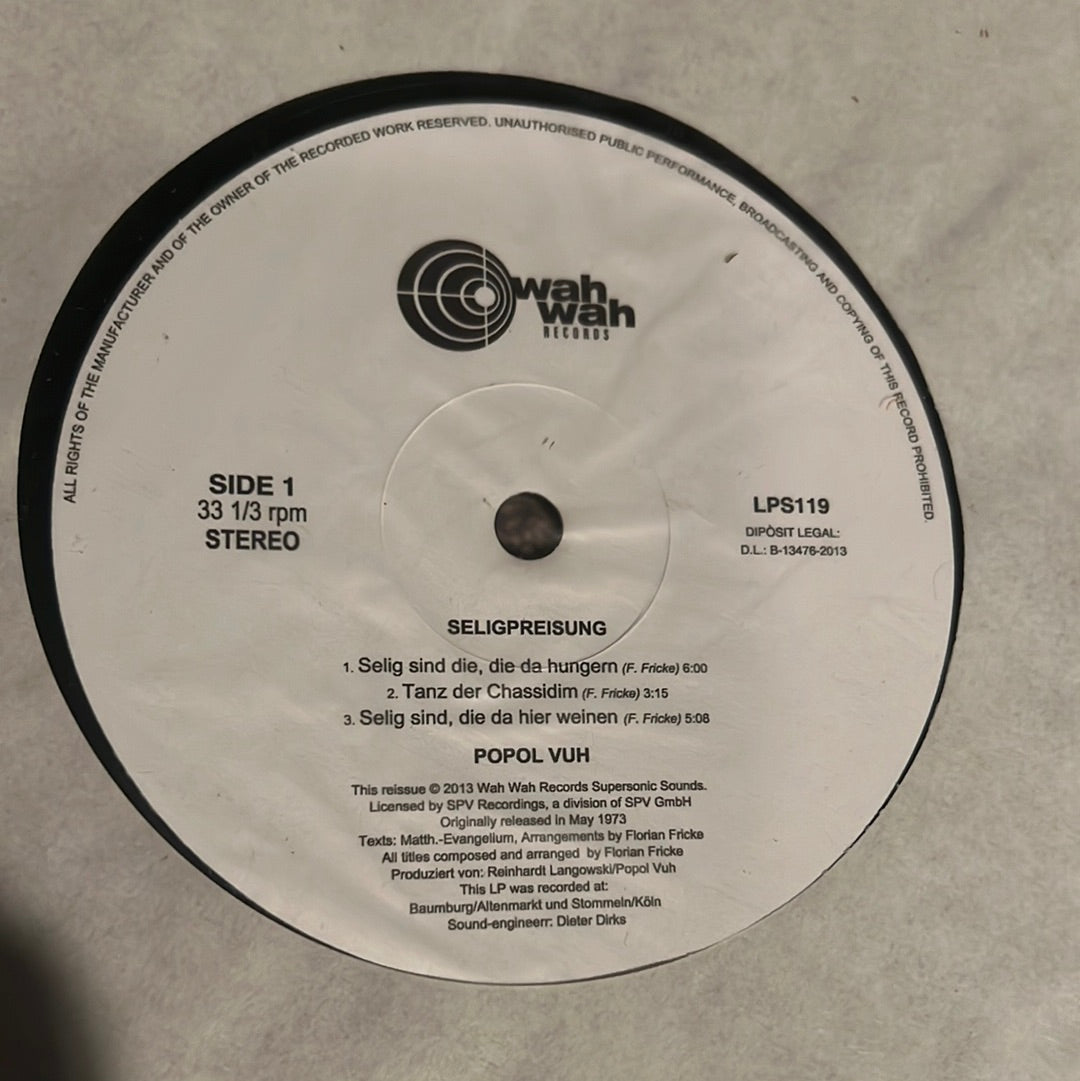 ALL RIGHTS OF THE MANUFACTURER AND OF THE OWNER OF THE RECORDED WORK RESERVED. UNAUTHORISED PUBLIC PERFORMANCE, BROADCASTING AND COPYING OF THIS RECORD PROHIBITED.
wah
wah
RECORDS
SIDE 1
33 1/3 rpm
STEREO
LPS119
DIPÒSIT LEGAL:
D.L.: B-13476-2013
SELIGPREISUNG
1. Selig sind die, die da hungern (F. Fricke) 6:00
2. Tanz der Chassidim (F. Fricke) 3:15
3. Selig sind, die da hier weinen (F. Fricke) 5:08
POPOL VUH
This reissue © 2013 Wah Wah Records Supersonic Sounds.
Licensed by SPV Recordings, a division of SPV GmbH
Originally released in May 1973
Texts: Matth.-Evangelium, Arrangements by Florian Fricke
All titles composed and arranged by Florian Fricke
Produziert von: Reinhardt Langowski/Popol Vuh
This LP was recorded at:
Baumburg/Altenmarkt und Stommeln/Köln
Sound-engineerr: Dieter Dirks